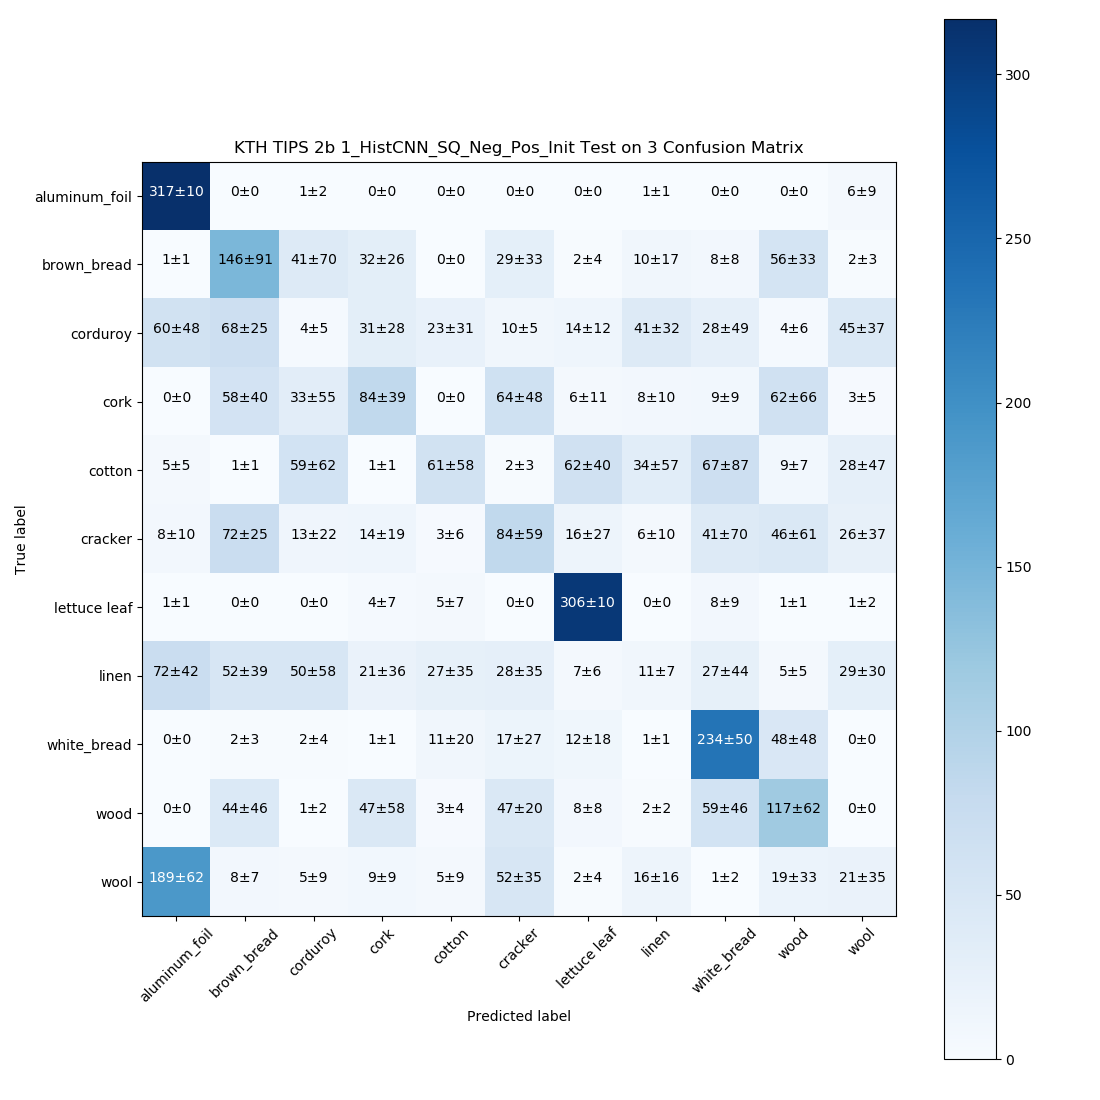 KTH TIPS 2b 1_HistCNN_SQ_Neg_Pos_Init Test on 3 Confusion Matrix
aluminum_foil 317±10 0±0 1±2 0±0 0±0 0±0 0±0 1±1 0±0 0±0 6±9
brown_bread 1±1 146±91 41±70 32±26 0±0 29±33 2±4 10±17 8±8 56±33 2±3
corduroy 60±48 68±25 4±5 31±28 23±31 10±5 14±12 41±32 28±49 4±6 45±37
cork 0±0 58±40 33±55 84±39 0±0 64±48 6±11 8±10 9±9 62±66 3±5
cotton 5±5 1±1 59±62 1±1 61±58 2±3 62±40 34±57 67±87 9±7 28±47
cracker 8±10 72±25 13±22 14±19 3±6 84±59 16±27 6±10 41±70 46±61 26±37
lettuce leaf 1±1 0±0 0±0 4±7 5±7 0±0 306±10 0±0 8±9 1±1 1±2
linen 72±42 52±39 50±58 21±36 27±35 28±35 7±6 11±7 27±44 5±5 29±30
white_bread 0±0 2±3 2±4 1±1 11±20 17±27 12±18 1±1 234±50 48±48 0±0
wood 0±0 44±46 1±2 47±58 3±4 47±20 8±8 2±2 59±46 117±62 0±0
wool 189±62 8±7 5±9 9±9 5±9 52±35 2±4 16±16 1±2 19±33 21±35
True label
aluminum_foil brown_bread corduroy cork cotton cracker lettuce leaf linen white_bread wood wool
Predicted label
300
250
200
150
100
50
0